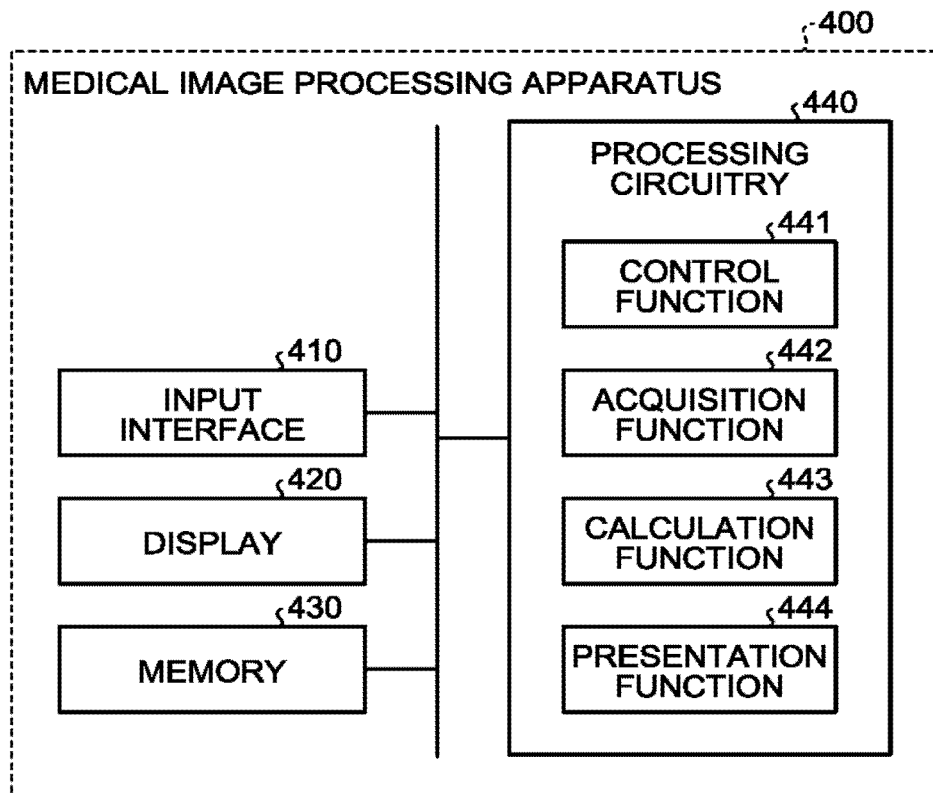 400
MEDICAL IMAGE PROCESSING APPARATUS
440
PROCESSING
CIRCUITRY
441
CONTROL
FUNCTION
410
INPUT
INTERFACE
442
ACQUISITION
FUNCTION
420
DISPLAY
443
CALCULATION
FUNCTION
430
MEMORY
444
PRESENTATION
FUNCTION